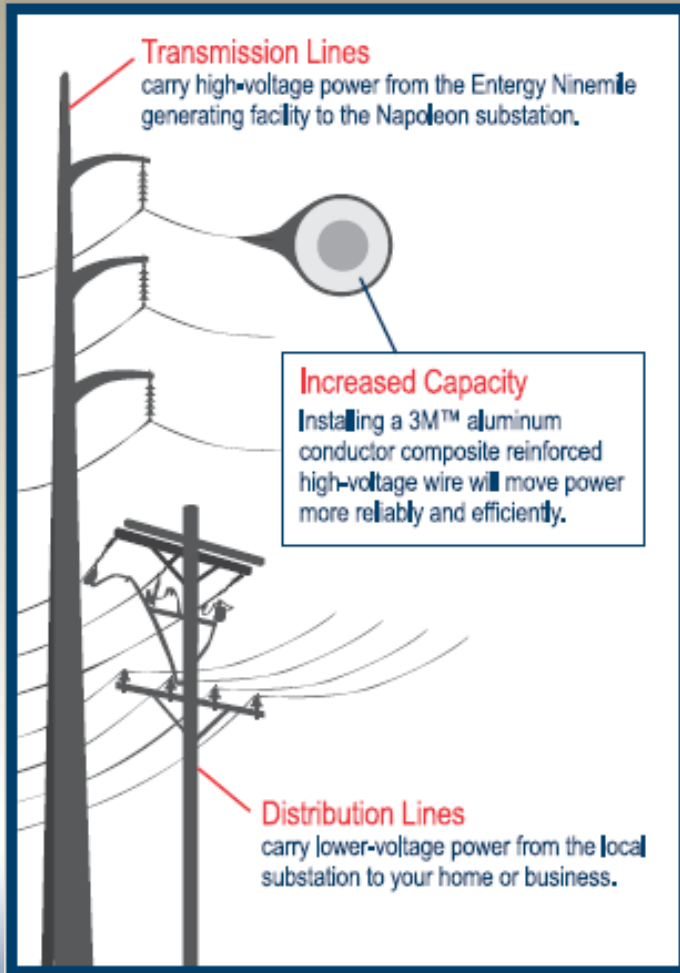 Transmission Lines
carry high-voltage power from the Entergy Ninemile
generating facility to the Napoleon substation.
Increased Capacity
Installing a 3M™ aluminum
conductor composite reinforced
high-voltage wire will move power
more reliably and efficiently.
Distribution Lines
carry lower-voltage power from the local
substation to your home or business.